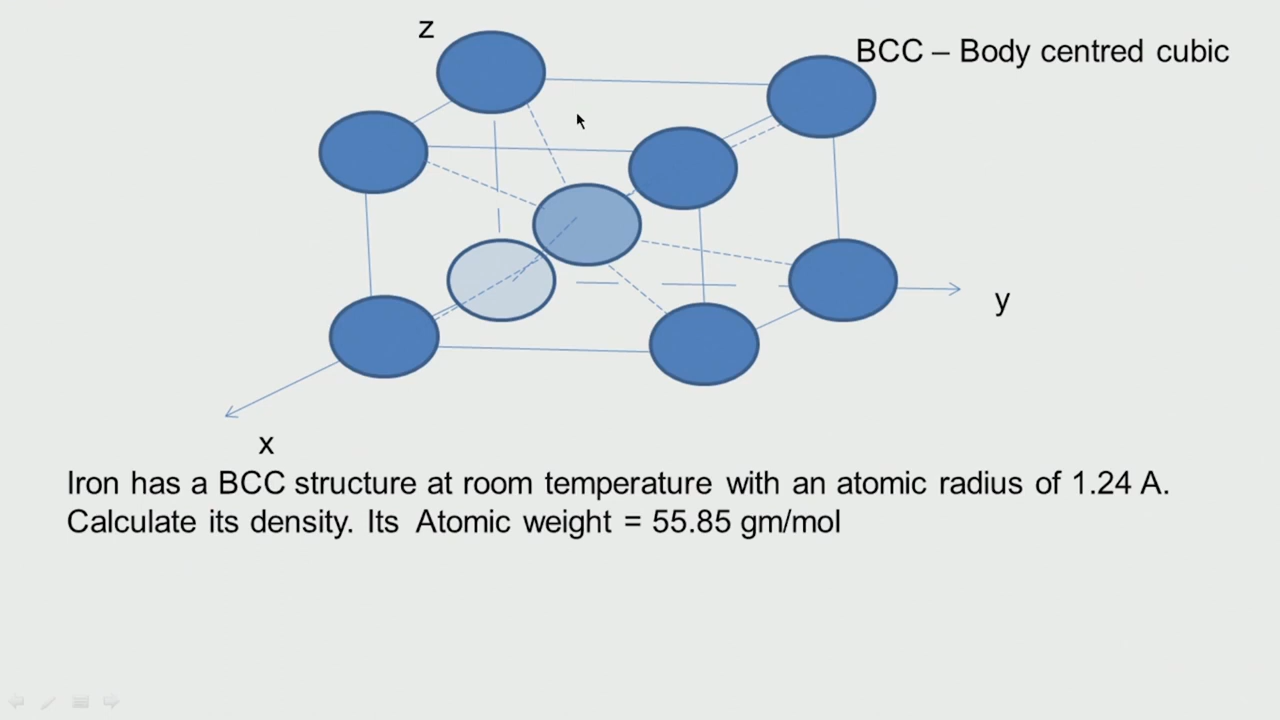 z
BCC – Body centred cubic
y
x
Iron has a BCC structure at room temperature with an atomic radius of 1.24 A.
Calculate its density. Its Atomic weight = 55.85 gm/mol